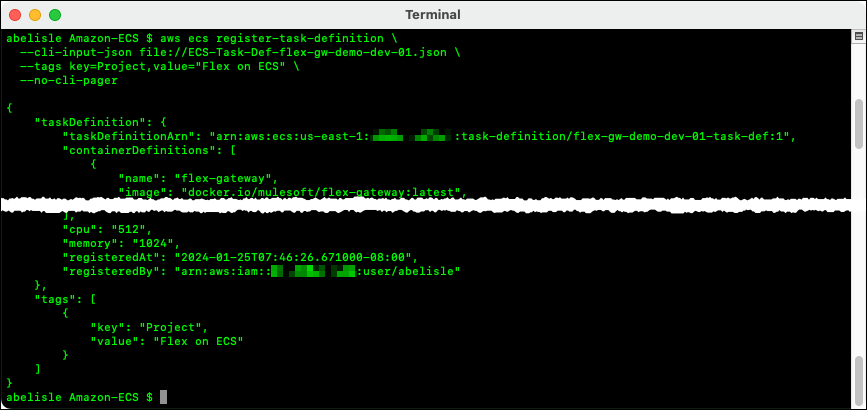 Terminal
abelisle Amazon-ECS $ aws ecs register-task-definition \
--cli-input-json file://ECS-Task-Def-flex-gw-demo-dev-01.json \
--tags key=Project,value="Flex on ECS" \
--no-cli-pager
{
"taskDefinition": {
"taskDefinitionArn": "arn:aws:ecs:us-east-1: :task-definition/flex-gw-demo-dev-01-task-def:1",
"containerDefinitions": [
{
"name": "flex-gateway",
"image": "docker.io/mulesoft/flex-gateway:latest",
],
"cpu": "512",
"memory": "1024",
"registeredAt": "2024-01-25T07:46:26.671000-08:00",
"registeredBy": "arn:aws:iam:: :user/abelisle"
},
"tags": [
{
"key": "Project",
"value": "Flex on ECS"
}
]
}
abelisle Amazon-ECS $